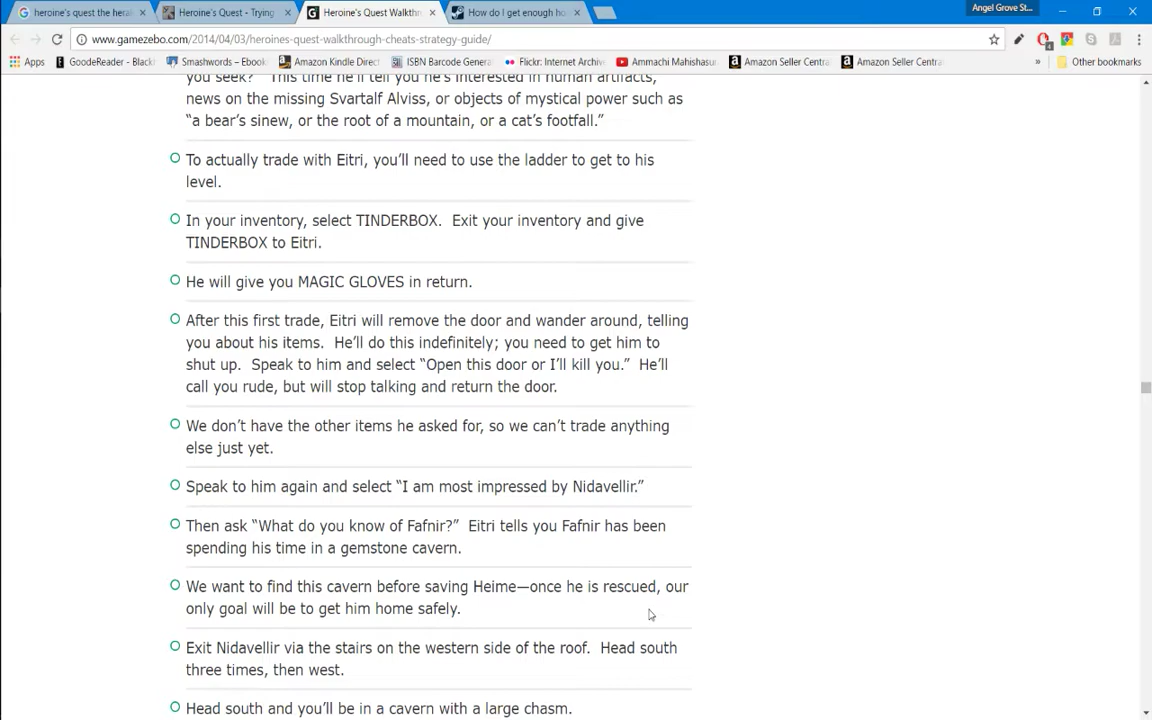 heroine's quest the hera
Heroine's Quest - Trying
Heroine's Quest Walkthr
How do I get enough ho
Angel Grove St...
www.gamezebo.com/2014/04/03/heroines-quest-walkthrough-cheats-strategy-guide/
Apps GoodeReader - Black Smashwords – Ebook Amazon Kindle Direct ISBN Barcode Gener Flickr: Internet Archiv Ammachi Mahishasu Amazon Seller Centra Amazon Seller Centra » Other bookmarks
you seek?" This time he'll tell you he's interested in human artifacts,
news on the missing Svartalf Alviss, or objects of mystical power such as
"a bear's sinew, or the root of a mountain, or a cat's footfall."
To actually trade with Eitri, you'll need to use the ladder to get to his
level.
In your inventory, select TINDERBOX. Exit your inventory and give
TINDERBOX to Eitri.
He will give you MAGIC GLOVES in return.
After this first trade, Eitri will remove the door and wander around, telling
you about his items. He'll do this indefinitely; you need to get him to
shut up. Speak to him and select "Open this door or I'll kill you." He'll
call you rude, but will stop talking and return the door.
We don't have the other items he asked for, so we can't trade anything
else just yet.
Speak to him again and select "I am most impressed by Nidavellir."
Then ask "What do you know of Fafnir?" Eitri tells you Fafnir has been
spending his time in a gemstone cavern.
We want to find this cavern before saving Heime—once he is rescued, our
only goal will be to get him home safely.
Exit Nidavellir via the stairs on the western side of the roof. Head south
three times, then west.
Head south and you'll be in a cavern with a large chasm.